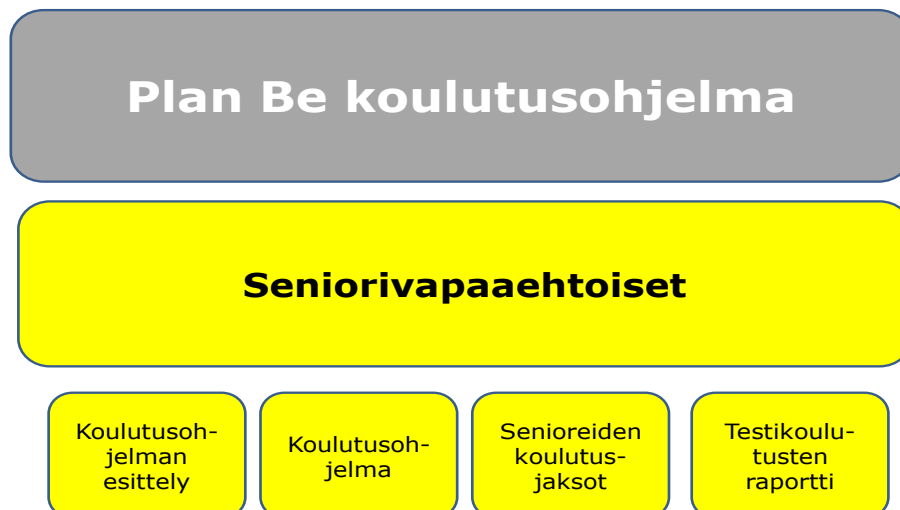 Plan Be koulutusohjelma
Seniorivapaaehtoiset
Koulutusoh-
jelman
esittely
Koulutusoh-
jelma
Senioreiden
koulutus-
jaksot
Testikoulu-
tusten
raportti